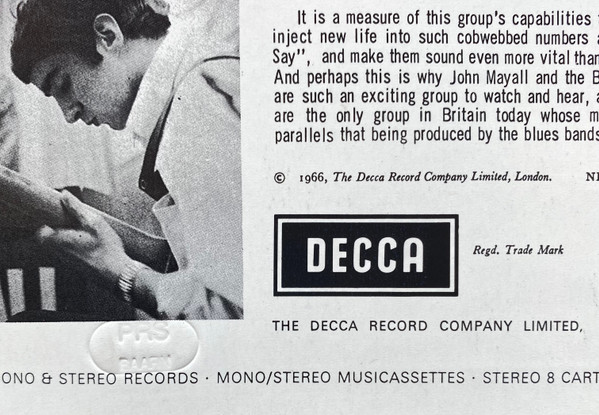 It is a measure of this group's capabilities
inject new life into such cobwebbed numbers
Say", and make them sound even more vital than
And perhaps this is why John Mayall and the B
are such an exciting group to watch and hear,
are the only group in Britain today whose m
parallels that being produced by the blues bands
© 1966, The Decca Record Company Limited, London.
DECCA
Regd. Trade Mark
THE DECCA RECORD COMPANY LIMITED,
PRS
ONO & STEREO RECORDS · MONO/STEREO MUSICASSETTES · STEREO 8 CART